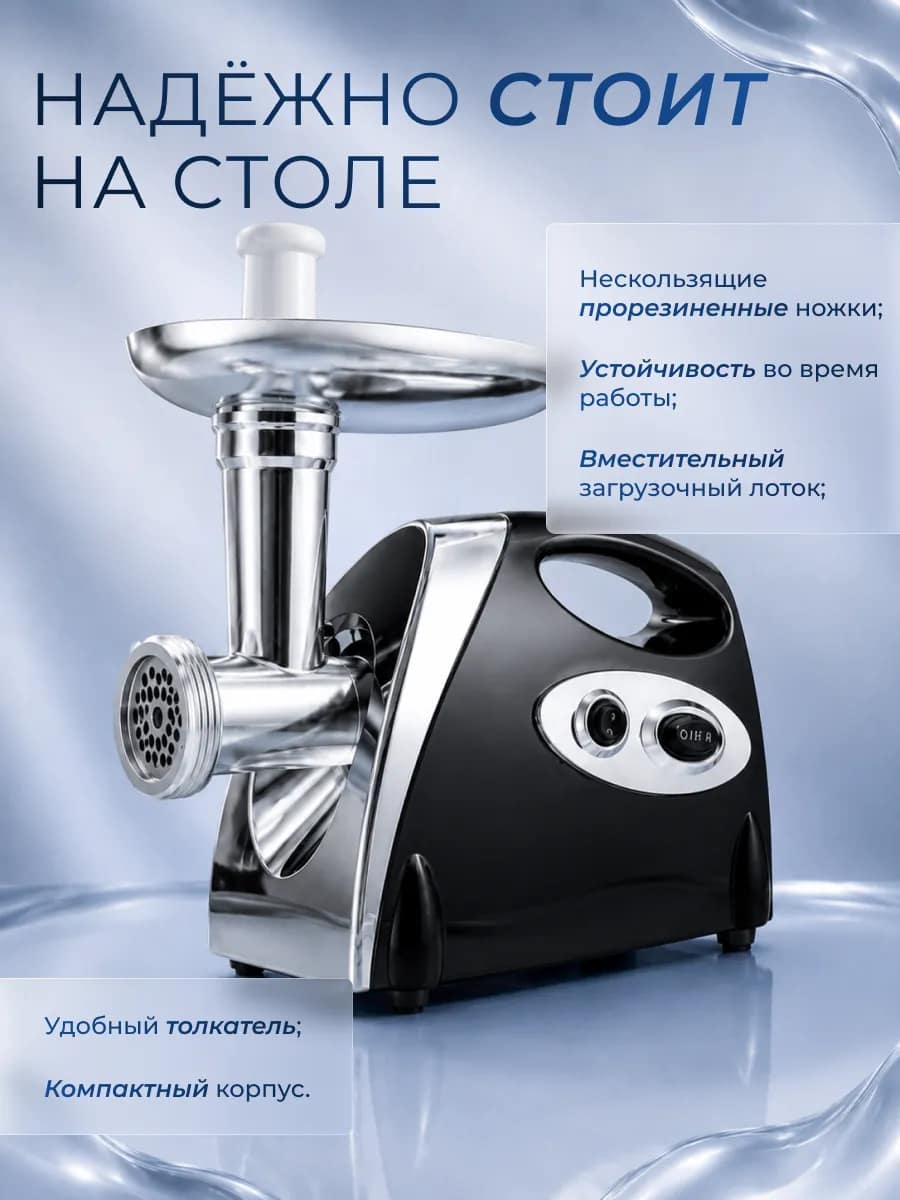 НАДЁЖНО СТОИТ
НА СТОЛЕ
Нескользящие
прорезиненные ножки;
Устойчивость во время
работы;
Вместительный
загрузочный лоток;
Удобный толкатель;
Компактный корпус.